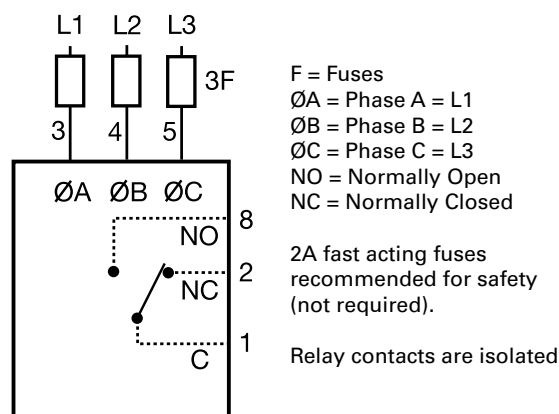 L1 L2 L3
3F
3 4 5
ØA ØB ØC
8
NO
2
NC
1
C
F = Fuses
ØA = Phase A = L1
ØB = Phase B = L2
ØC = Phase C = L3
NO = Normally Open
NC = Normally Closed
2A fast acting fuses
recommended for safety
(not required).
Relay contacts are isolated